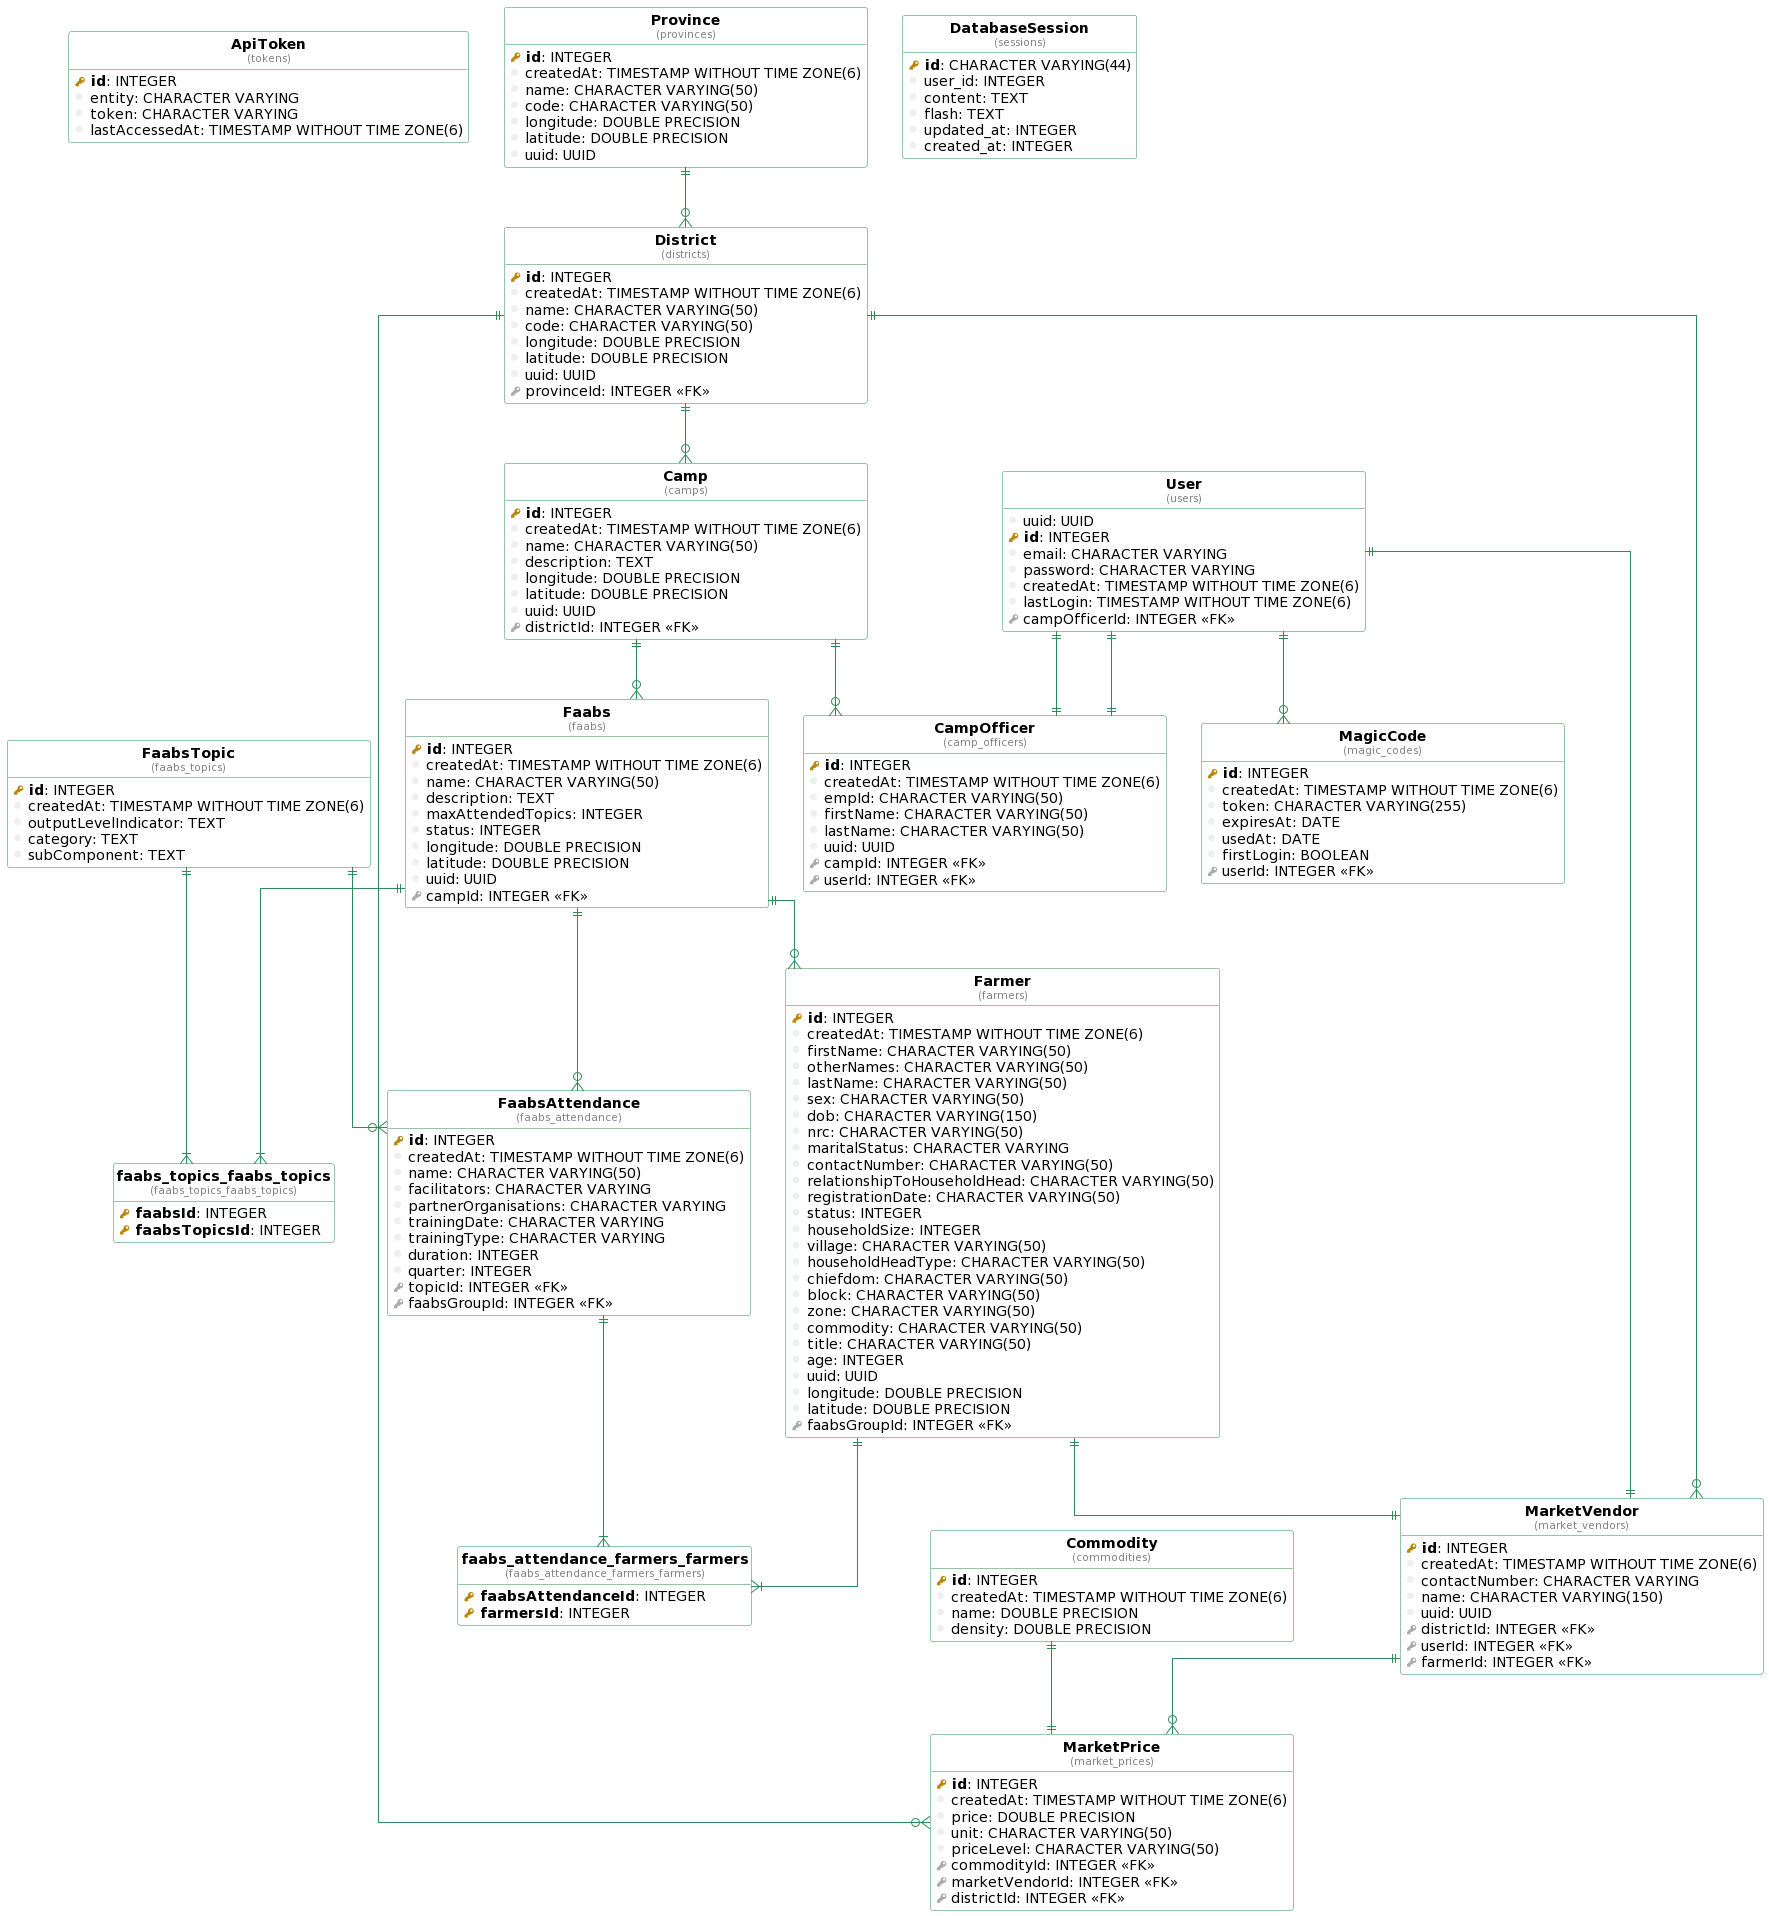 ApiToken
(tokens)
id: INTEGER
entity: CHARACTER VARYING
token: CHARACTER VARYING
lastAccessedAt: TIMESTAMP WITHOUT TIME ZONE(6)
Province
(provinces)
id: INTEGER
createdAt: TIMESTAMP WITHOUT TIME ZONE(6)
name: CHARACTER VARYING(50)
code: CHARACTER VARYING(50)
longitude: DOUBLE PRECISION
latitude: DOUBLE PRECISION
uuid: UUID
DatabaseSession
(sessions)
id: CHARACTER VARYING(44)
user_id: INTEGER
content: TEXT
flash: TEXT
updated_at: INTEGER
created_at: INTEGER
District
(districts)
id: INTEGER
createdAt: TIMESTAMP WITHOUT TIME ZONE(6)
name: CHARACTER VARYING(50)
code: CHARACTER VARYING(50)
longitude: DOUBLE PRECISION
latitude: DOUBLE PRECISION
uuid: UUID
provinceId: INTEGER «FK»
Camp
(camps)
id: INTEGER
createdAt: TIMESTAMP WITHOUT TIME ZONE(6)
name: CHARACTER VARYING(50)
description: TEXT
longitude: DOUBLE PRECISION
latitude: DOUBLE PRECISION
uuid: UUID
districtId: INTEGER «FK»
User
(users)
uuid: UUID
id: INTEGER
email: CHARACTER VARYING
password: CHARACTER VARYING
createdAt: TIMESTAMP WITHOUT TIME ZONE(6)
lastLogin: TIMESTAMP WITHOUT TIME ZONE(6)
campOfficerId: INTEGER «FK»
FaabsTopic
(faabs_topics)
id: INTEGER
createdAt: TIMESTAMP WITHOUT TIME ZONE(6)
outputLevelIndicator: TEXT
category: TEXT
subComponent: TEXT
Faabs
(faabs)
id: INTEGER
createdAt: TIMESTAMP WITHOUT TIME ZONE(6)
name: CHARACTER VARYING(50)
description: TEXT
maxAttendedTopics: INTEGER
status: INTEGER
longitude: DOUBLE PRECISION
latitude: DOUBLE PRECISION
uuid: UUID
campId: INTEGER «FK»
CampOfficer
(camp_officers)
id: INTEGER
createdAt: TIMESTAMP WITHOUT TIME ZONE(6)
empId: CHARACTER VARYING(50)
firstName: CHARACTER VARYING(50)
lastName: CHARACTER VARYING(50)
uuid: UUID
campId: INTEGER «FK»
userId: INTEGER «FK»
MagicCode
(magic_codes)
id: INTEGER
createdAt: TIMESTAMP WITHOUT TIME ZONE(6)
token: CHARACTER VARYING(255)
expiresAt: DATE
usedAt: DATE
firstLogin: BOOLEAN
userId: INTEGER «FK»
Farmer
(farmers)
id: INTEGER
createdAt: TIMESTAMP WITHOUT TIME ZONE(6)
firstName: CHARACTER VARYING(50)
otherNames: CHARACTER VARYING(50)
lastName: CHARACTER VARYING(50)
sex: CHARACTER VARYING(50)
dob: CHARACTER VARYING(150)
nrc: CHARACTER VARYING(50)
maritalStatus: CHARACTER VARYING
contactNumber: CHARACTER VARYING(50)
relationshipToHouseholdHead: CHARACTER VARYING(50)
registrationDate: CHARACTER VARYING(50)
status: INTEGER
householdSize: INTEGER
village: CHARACTER VARYING(50)
householdHeadType: CHARACTER VARYING(50)
chiefdom: CHARACTER VARYING(50)
block: CHARACTER VARYING(50)
zone: CHARACTER VARYING(50)
commodity: CHARACTER VARYING(50)
title: CHARACTER VARYING(50)
age: INTEGER
uuid: UUID
longitude: DOUBLE PRECISION
latitude: DOUBLE PRECISION
faabsGroupId: INTEGER «FK»
FaabsAttendance
(faabs_attendance)
id: INTEGER
createdAt: TIMESTAMP WITHOUT TIME ZONE(6)
name: CHARACTER VARYING(50)
facilitators: CHARACTER VARYING
partnerOrganisations: CHARACTER VARYING
trainingDate: CHARACTER VARYING
trainingType: CHARACTER VARYING
duration: INTEGER
quarter: INTEGER
topicId: INTEGER «FK»
faabsGroupId: INTEGER «FK»
faabs_topics_faabs_topics
(faabs_topics_faabs_topics)
faabsId: INTEGER
faabsTopicsId: INTEGER
faabs_attendance_farmers_farmers
(faabs_attendance_farmers_farmers)
faabsAttendanceId: INTEGER
farmersId: INTEGER
Commodity
(commodities)
id: INTEGER
createdAt: TIMESTAMP WITHOUT TIME ZONE(6)
name: DOUBLE PRECISION
density: DOUBLE PRECISION
MarketVendor
(market_vendors)
id: INTEGER
createdAt: TIMESTAMP WITHOUT TIME ZONE(6)
contactNumber: CHARACTER VARYING
name: CHARACTER VARYING(150)
uuid: UUID
districtId: INTEGER «FK»
userId: INTEGER «FK»
farmerId: INTEGER «FK»
MarketPrice
(market_prices)
id: INTEGER
createdAt: TIMESTAMP WITHOUT TIME ZONE(6)
price: DOUBLE PRECISION
unit: CHARACTER VARYING(50)
priceLevel: CHARACTER VARYING(50)
commodityId: INTEGER «FK»
marketVendorId: INTEGER «FK»
districtId: INTEGER «FK»